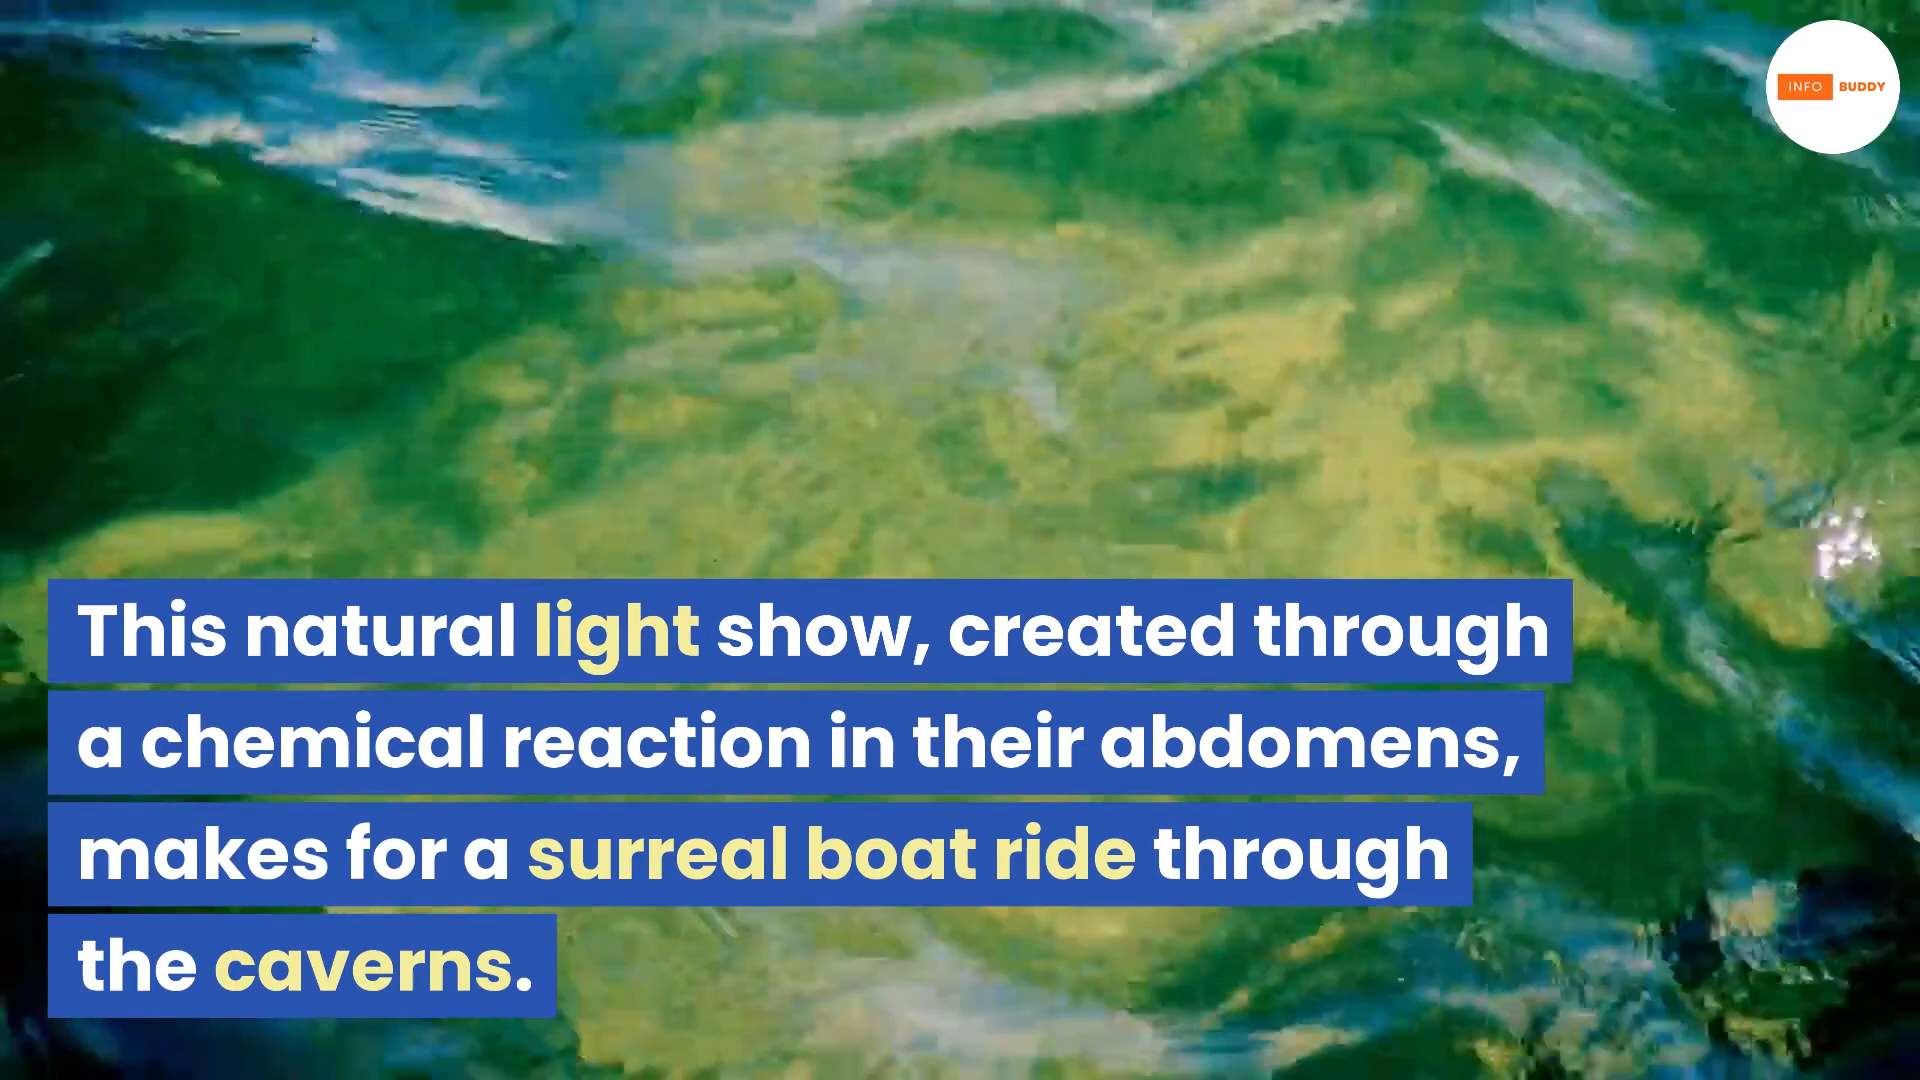 INFO BUDDY
This natural light show, created through
a chemical reaction in their abdomens,
makes for a surreal boat ride through
the caverns.